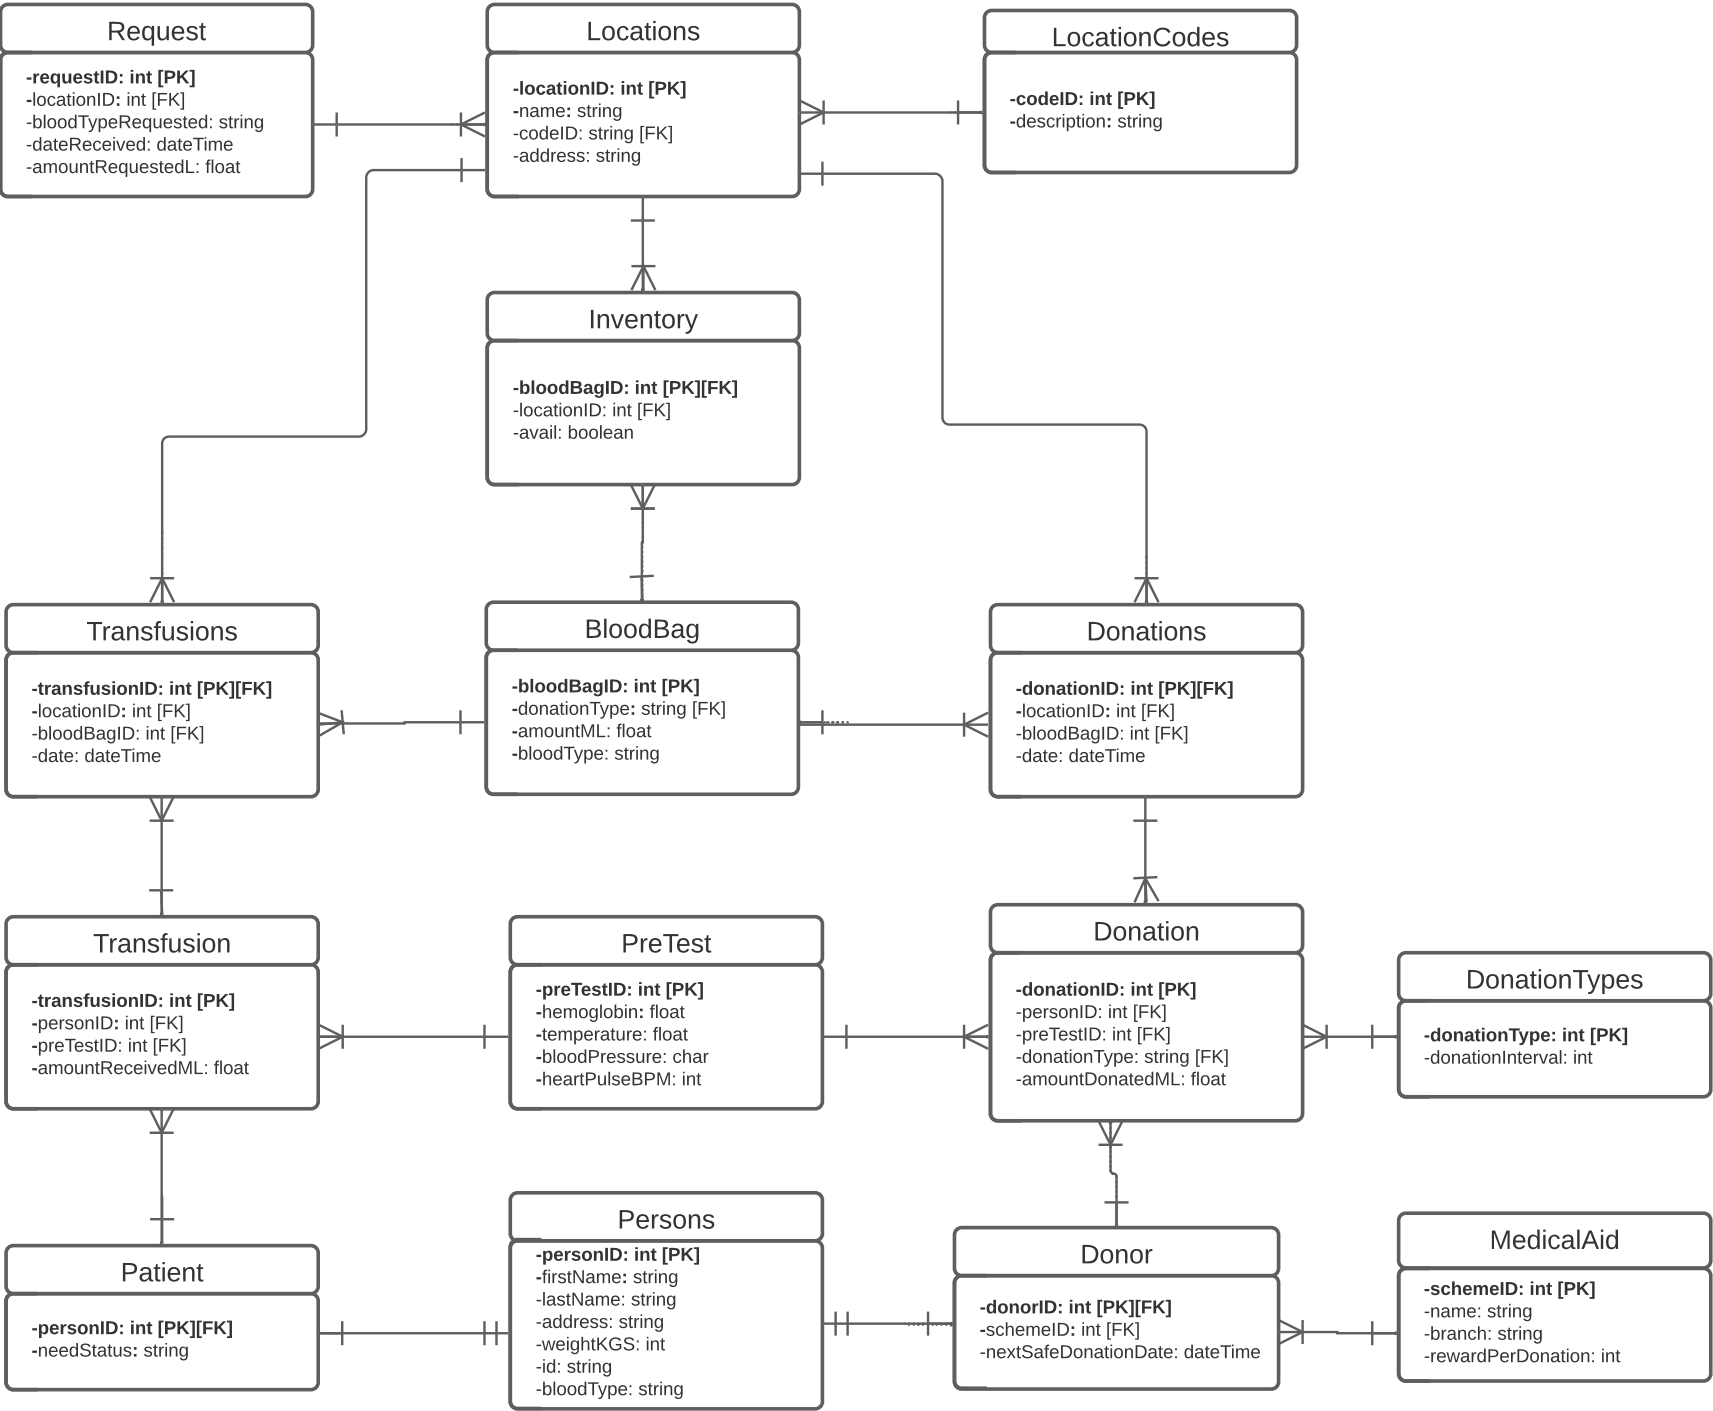 Request
-requestID: int [PK]
-locationID: int [FK]
-bloodTypeRequested: string
-dateReceived: dateTime
-amountRequestedL: float
Locations
-locationID: int [PK]
-name: string
-codeID: string [FK]
-address: string
LocationCodes
-codeID: int [PK]
-description: string
Inventory
-bloodBagID: int [PK][FK]
-locationID: int [FK]
-avail: boolean
Transfusions
-transfusionID: int [PK][FK]
-locationID: int [FK]
-bloodBagID: int [FK]
-date: dateTime
BloodBag
-bloodBagID: int [PK]
-donationType: string [FK]
-amountML: float
-bloodType: string
Donations
-donationID: int [PK][FK]
-locationID: int [FK]
-bloodBagID: int [FK]
-date: dateTime
Transfusion
-transfusionID: int [PK]
-personID: int [FK]
-preTestID: int [FK]
-amountReceivedML: float
PreTest
-preTestID: int [PK]
-hemoglobin: float
-temperature: float
-bloodPressure: char
-heartPulseBPM: int
Donation
-donationID: int [PK]
-personID: int [FK]
-preTestID: int [FK]
-donationType: string [FK]
-amountDonatedML: float
DonationTypes
-donationType: int [PK]
-donationInterval: int
Patient
-personID: int [PK][FK]
-needStatus: string
Persons
-personID: int [PK]
-firstName: string
-lastName: string
-address: string
-weightKGS: int
-id: string
-bloodType: string
Donor
-donorID: int [PK][FK]
-schemeID: int [FK]
-nextSafeDonationDate: dateTime
MedicalAid
-schemeID: int [PK]
-name: string
-branch: string
-rewardPerDonation: int